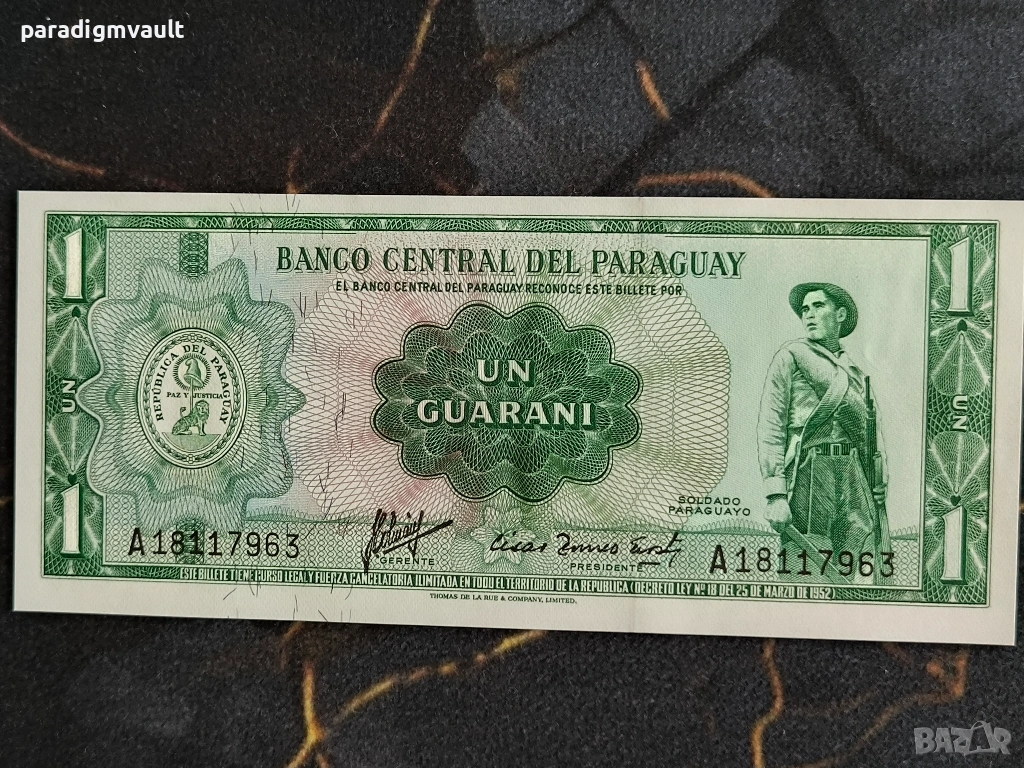 paradigmvault
1
1
BANCO CENTRAL DEL PARAGUAY
EL BANCO CENTRAL DEL PARAGUAY RECONOCE ESTE BILLETE POR
REPUBLICA DEL PARAGUAY
PAZ Y JUSTICIA
UN
UN
GUARANI
UN
SOLDADO
PARAGUAYO
A18117963
GERENTE
PRESIDENTE
A18117963
1
1
ESTE BILLETE TIENE CURSO LEGAL Y FUERZA CANCELATORIA ILIMITADA EN TODO EL TERRITORIO DE LA REPUBLICA (DECRETO LEY Nº 18 DEL 25 DE MARZO DE 1952)
THOMAS DE LA RUE & COMPANY, LIMITED.
BAZAR